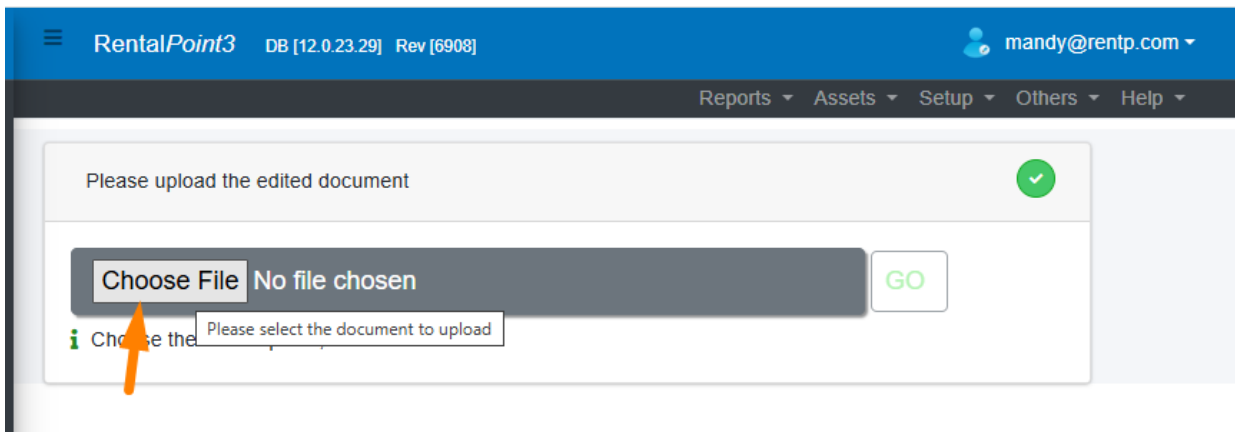 RentalPoint3 DB [12.0.23.29] Rev [6908] mandy@rentp.com
Reports Assets Setup Others Help
Please upload the edited document
Choose File No file chosen GO
Please select the document to upload
i Ch se the